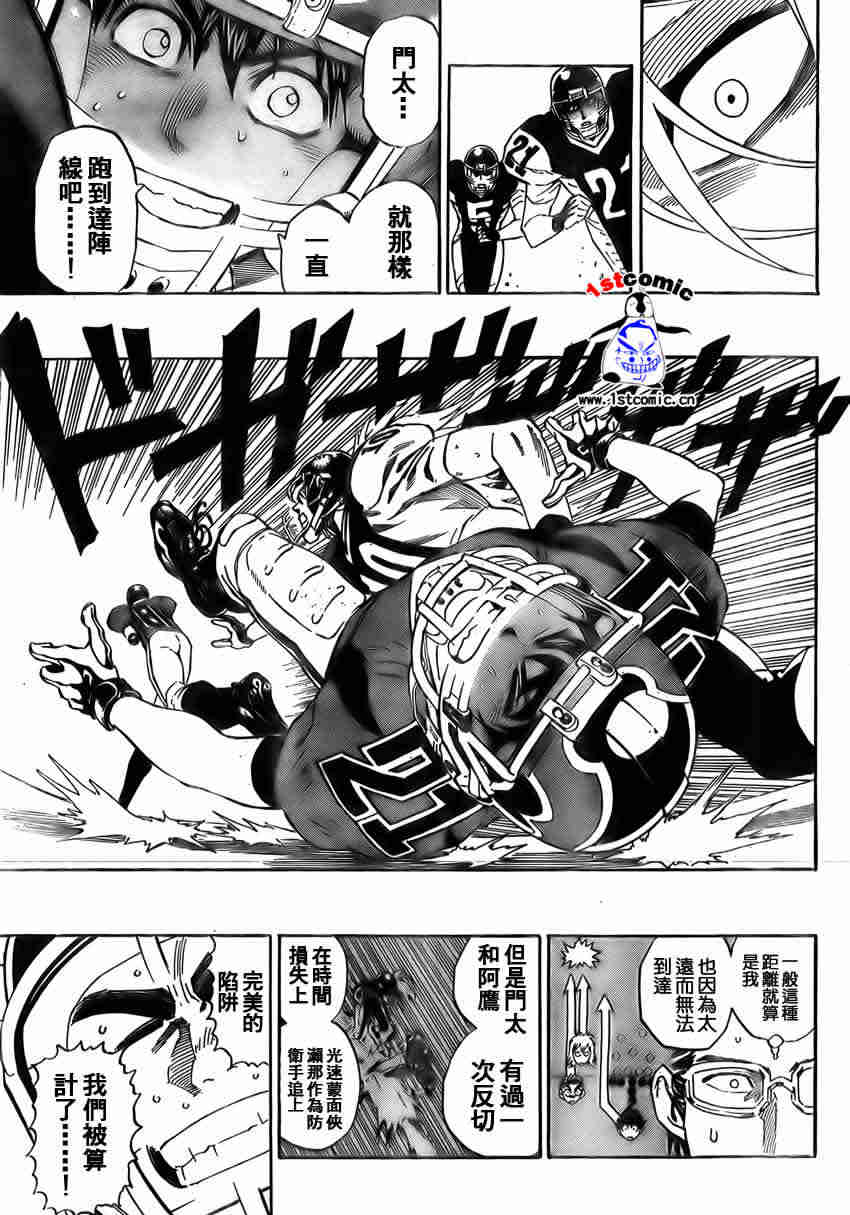 門太…
就那樣
一直
跑到達陣
線吧……！
21
21
5
1stcomic
www.1stcomic.cn
ドガガガザザザ
21
一般這種
距離就算
是我
也因為太
遠而無法
到達
但是門太
和阿鷹
有過一
次反切
在時間
損失上
光速蒙面俠
瀨那作為防
衛手追上
完美的
陷阱
我們被算
計了……！